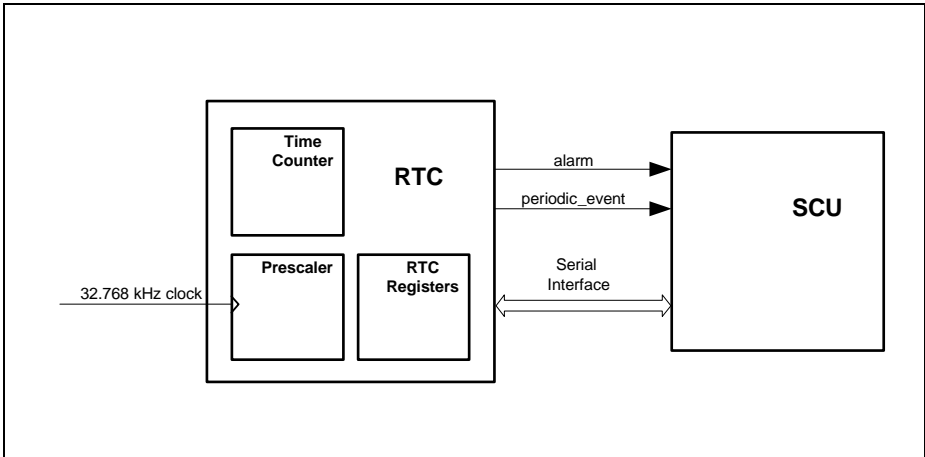 Time
Counter
RTC
alarm
periodic_event
SCU
Prescaler
RTC
Registers
Serial
Interface
32.768 kHz clock